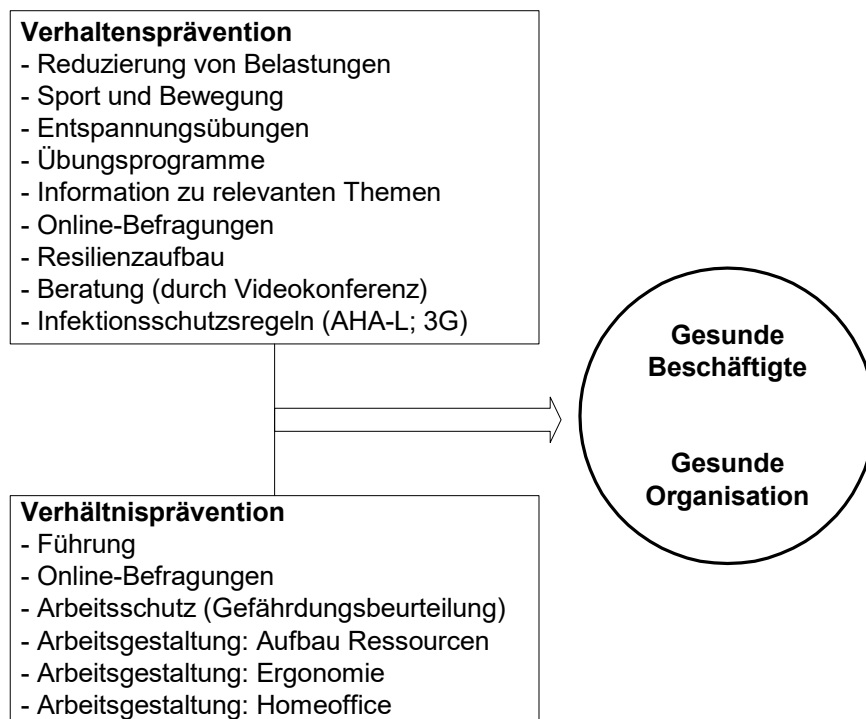 Verhaltensprävention
- Reduzierung von Belastungen
- Sport und Bewegung
- Entspannungsübungen
- Übungsprogramme
- Information zu relevanten Themen
- Online-Befragungen
- Resilienzaufbau
- Beratung (durch Videokonferenz)
- Infektionsschutzsregeln (AHA-L; 3G)
Gesunde
Beschäftigte
Gesunde
Organisation
Verhältnisprävention
- Führung
- Online-Befragungen
- Arbeitsschutz (Gefährdungsbeurteilung)
- Arbeitsgestaltung: Aufbau Ressourcen
- Arbeitsgestaltung: Ergonomie
- Arbeitsgestaltung: Homeoffice